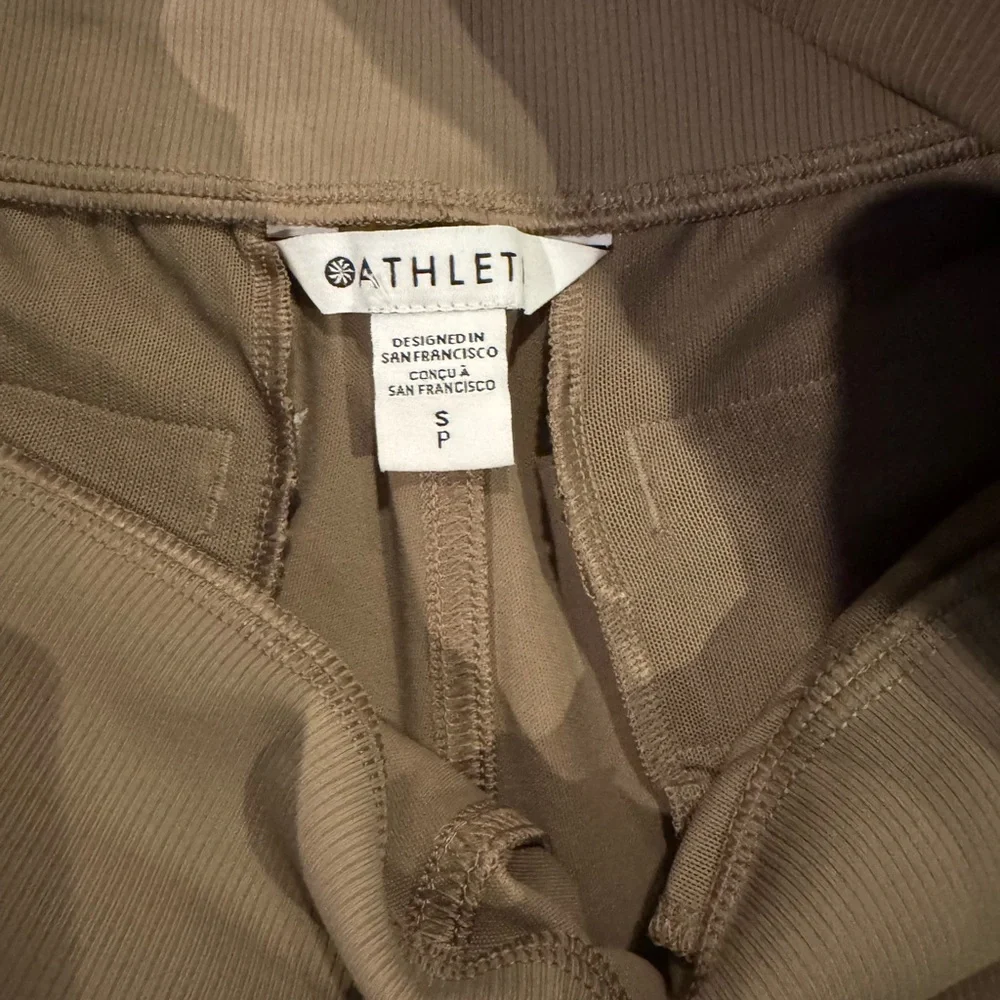 ATHLET
DESIGNED IN
SAN FRANCISCO
CONÇU À
SAN FRANCISCO
S
P